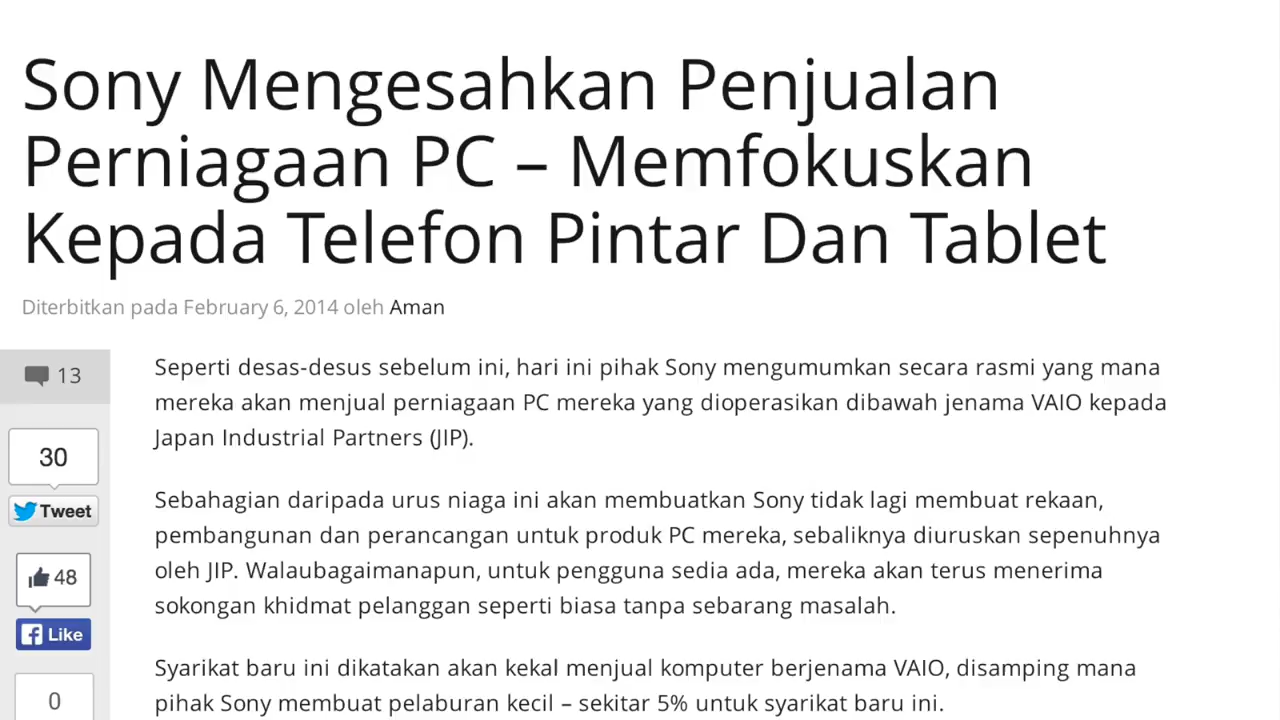 Sony Mengesahkan Penjualan
Perniagaan PC – Memfokuskan
Kepada Telefon Pintar Dan Tablet
Diterbitkan pada February 6, 2014 oleh Aman
13
30
Tweet
48
Like
0
Seperti desas-desus sebelum ini, hari ini pihak Sony mengumumkan secara rasmi yang mana
mereka akan menjual perniagaan PC mereka yang dioperasikan dibawah jenama VAIO kepada
Japan Industrial Partners (JIP).
Sebahagian daripada urus niaga ini akan membuatkan Sony tidak lagi membuat rekaan,
pembangunan dan perancangan untuk produk PC mereka, sebaliknya diuruskan sepenuhnya
oleh JIP. Walaubagaimanapun, untuk pengguna sedia ada, mereka akan terus menerima
sokongan khidmat pelanggan seperti biasa tanpa sebarang masalah.
Syarikat baru ini dikatakan akan kekal menjual komputer berjenama VAIO, disamping mana
pihak Sony membuat pelaburan kecil – sekitar 5% untuk syarikat baru ini.